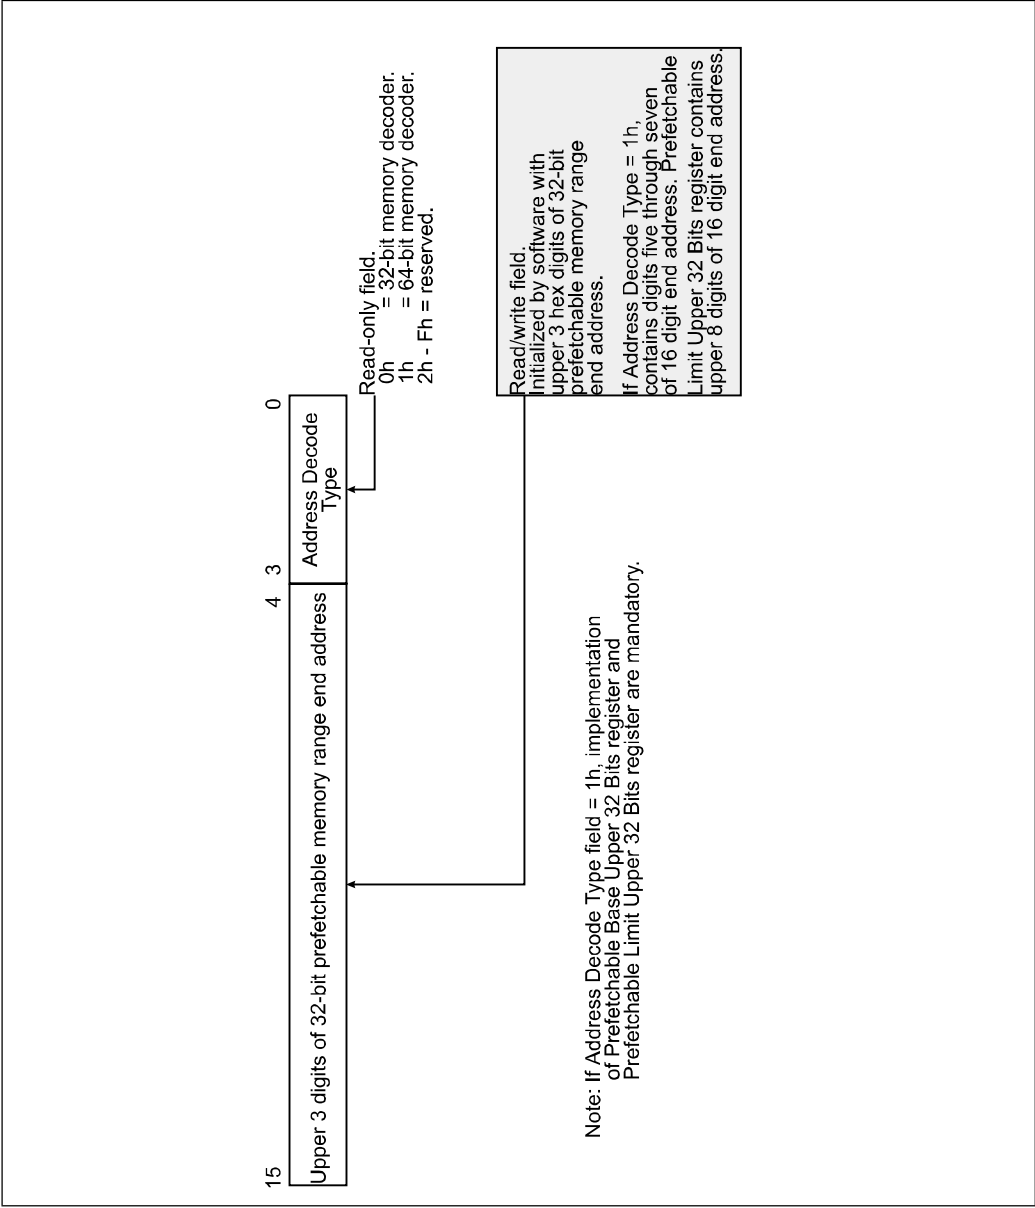 15
4
3
0
Upper 3 digits of 32-bit prefetchable memory range end address
Address Decode
Type
Read-only field.
0h = 32-bit memory decoder.
1h = 64-bit memory decoder.
2h - Fh = reserved.
Read/write field.
Initialized by software with
upper 3 hex digits of 32-bit
prefetchable memory range
end address.
If Address Decode Type = 1h,
contains digits five through seven
of 16 digit end address. Prefetchable
Limit Upper 32 Bits register contains
upper 8 digits of 16 digit end address.
Note: If Address Decode Type field = 1h, implementation
of Prefetchable Base Upper 32 Bits register and
Prefetchable Limit Upper 32 Bits register are mandatory.